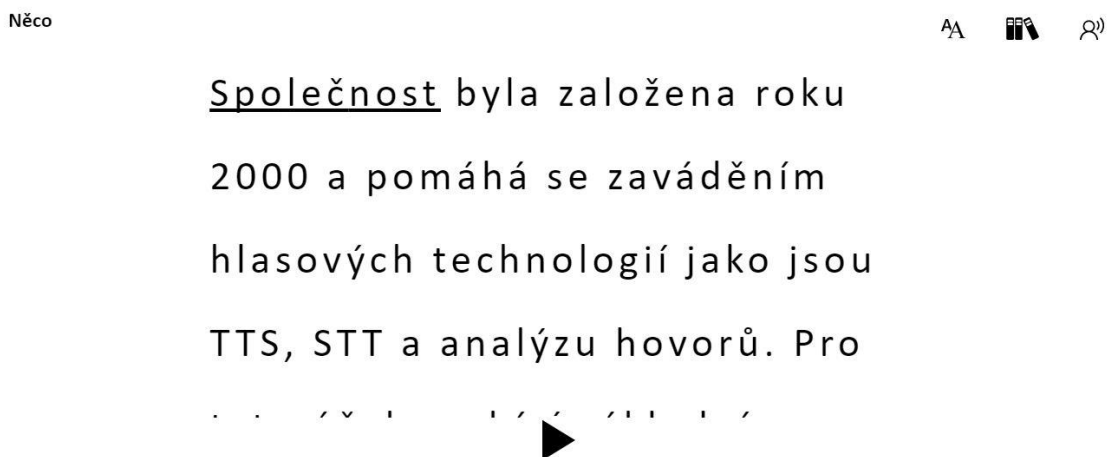 Něco
Společnost byla založena roku
2000 a pomáhá se zaváděním
hlasových technologií jako jsou
TTS, STT a analýzu hovorů. Pro